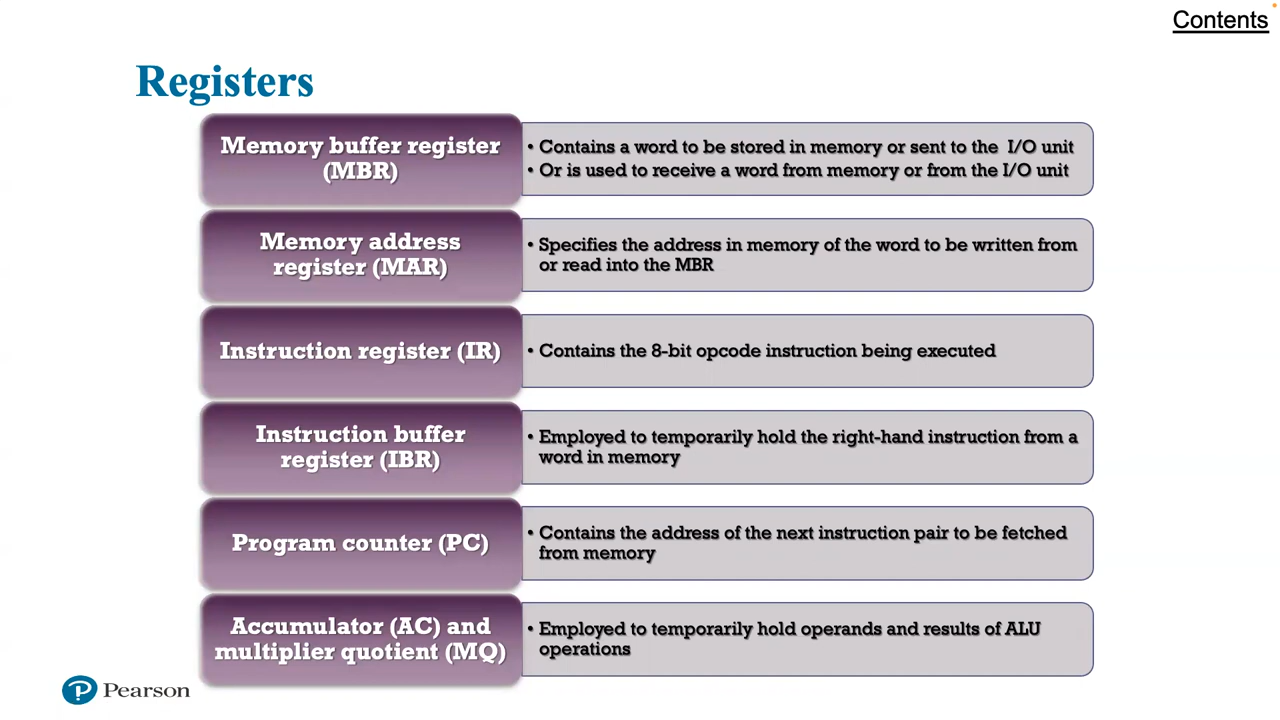 Contents
Registers
Memory buffer register
(MBR)
• Contains a word to be stored in memory or sent to the I/O unit
• Or is used to receive a word from memory or from the I/O unit
Memory address
register (MAR)
• Specifies the address in memory of the word to be written from
or read into the MBR
Instruction register (IR)
• Contains the 8-bit opcode instruction being executed
Instruction buffer
register (IBR)
• Employed to temporarily hold the right-hand instruction from a
word in memory
Program counter (PC)
• Contains the address of the next instruction pair to be fetched
from memory
Accumulator (AC) and
multiplier quotient (MQ)
• Employed to temporarily hold operands and results of ALU
operations
Pearson